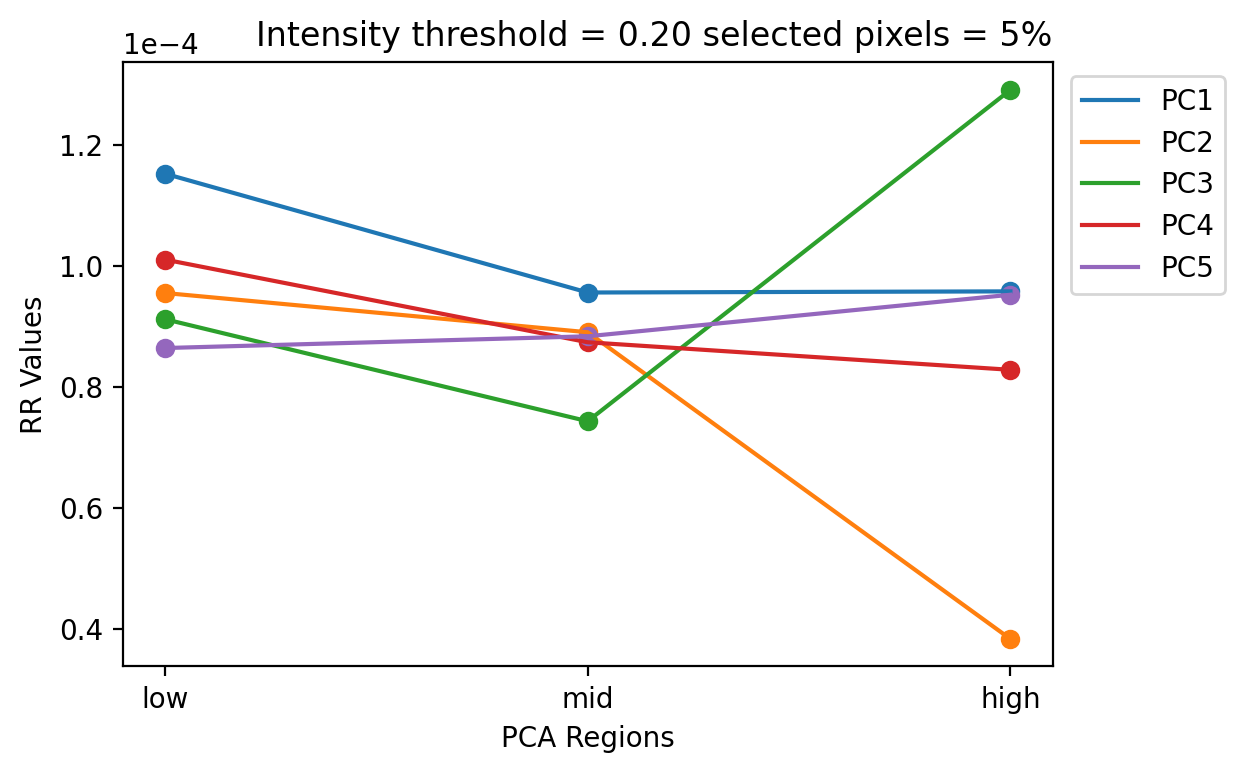 Intensity threshold = 0.20 selected pixels = 5%
1e−4
1.2
1.0
0.8
0.6
0.4
RR Values
low
mid
high
PCA Regions
PC1
PC2
PC3
PC4
PC5